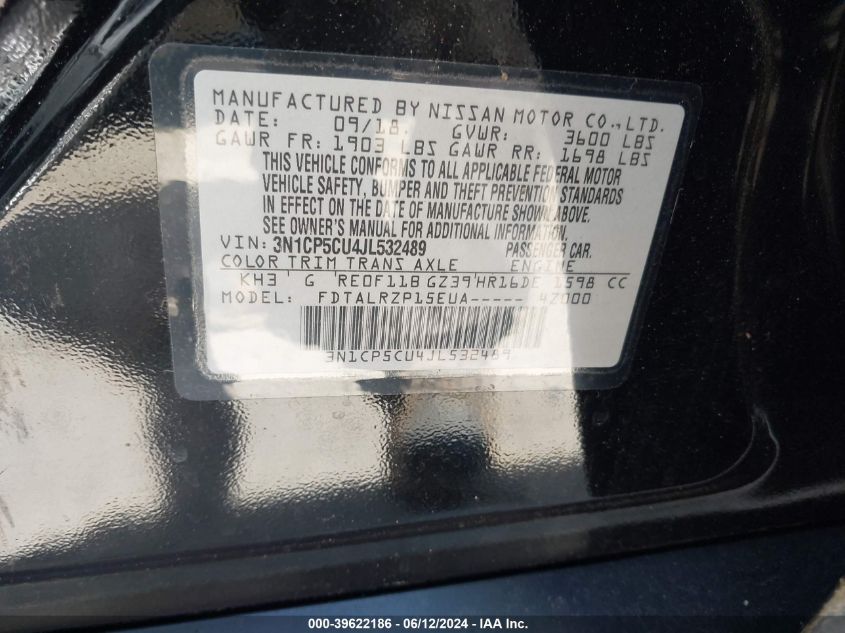 MANUFACTURED BY NISSAN MOTOR CO.,LTD.
DATE: 09/18 GVWR: 3600 LBS
GAWR FR: 1903 LBS GAWR RR: 1698 LBS
THIS VEHICLE CONFORMS TO ALL APPLICABLE FEDERAL MOTOR
VEHICLE SAFETY, BUMPER AND THEFT PREVENTION STANDARDS
IN EFFECT ON THE DATE OF MANUFACTURE SHOWN ABOVE.
SEE OWNER'S MANUAL FOR ADDITIONAL INFORMATION.
VIN: 3N1CP5CU4JL532489 PASSENGER CAR.
COLOR TRIM TRANS AXLE ENGINE
KH3 G RE0F11B GZ39 HR16DE 1598 CC
MODEL: FDTALRZP15EUA----- 4Z000
3N1CP5CU4JL532489
000-39622186 - 06/12/2024 - IAA Inc.